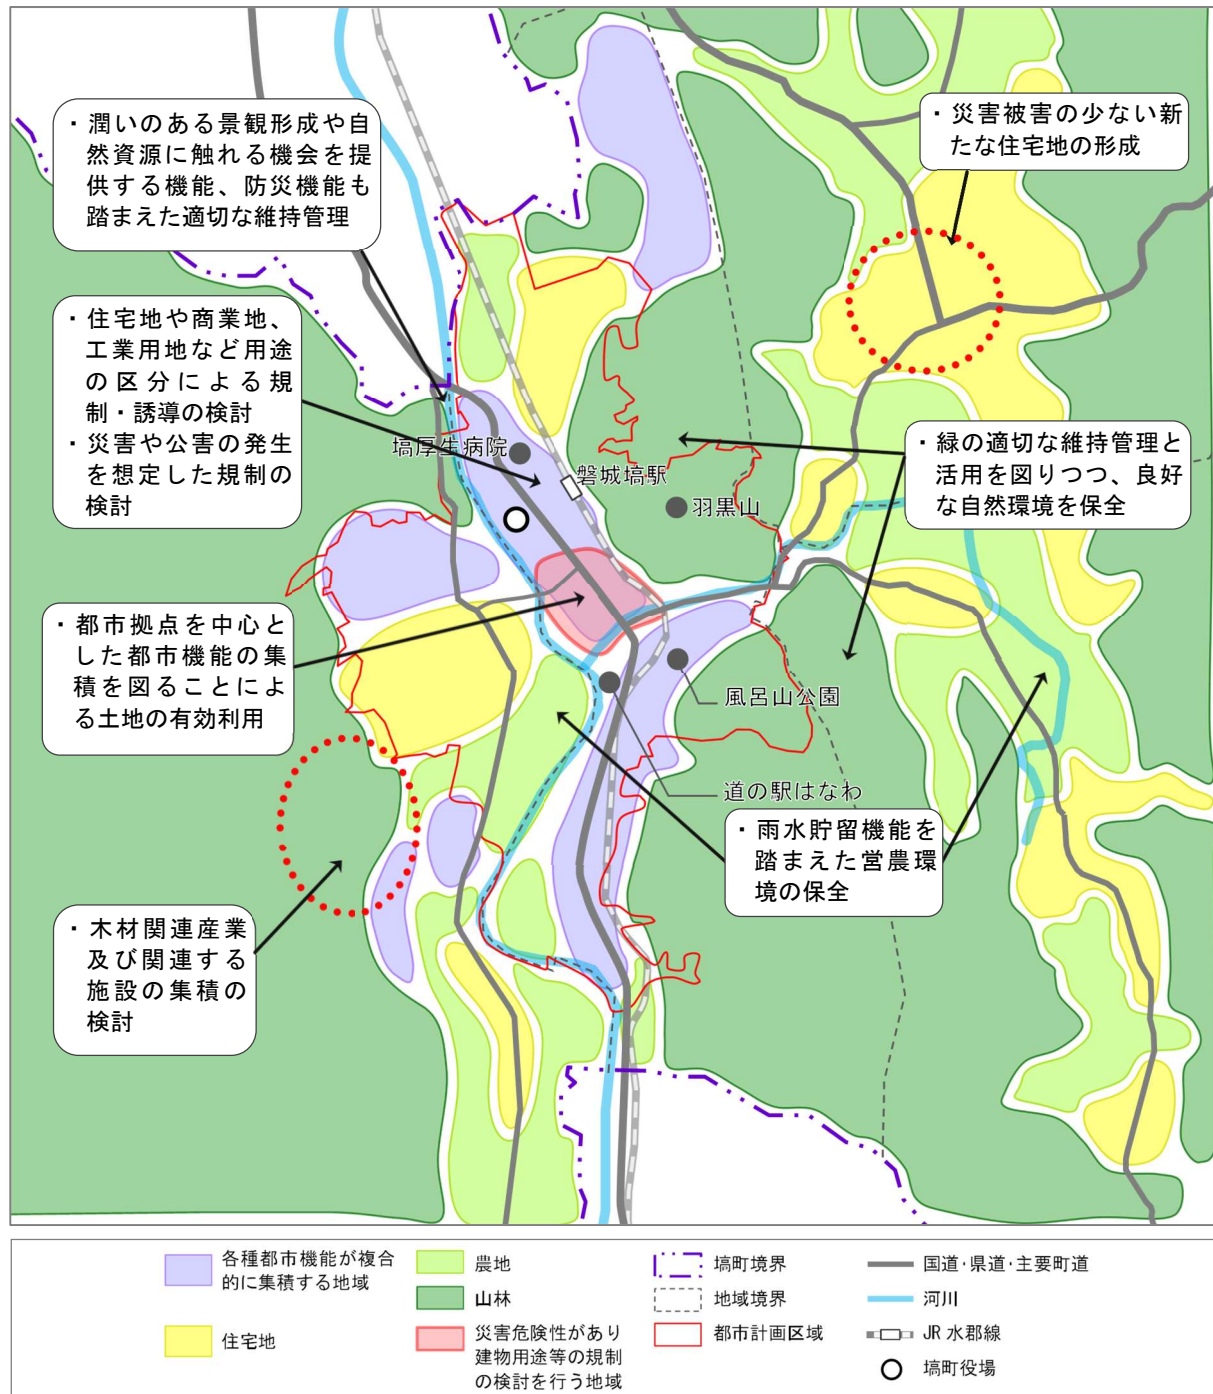 ・潤いのある景観形成や自
然資源に触れる機会を提
供する機能、防災機能も
踏まえた適切な維持管理
・災害被害の少ない新
たな住宅地の形成
・住宅地や商業地、
工業用地など用途
の区分による規
制・誘導の検討
・災害や公害の発生
を想定した規制の
検討
塙厚生病院
磐城塙駅
羽黒山
・緑の適切な維持管理と
活用を図りつつ、良好
な自然環境を保全
・都市拠点を中心と
した都市機能の集
積を図ることによ
る土地の有効利用
風呂山公園
道の駅はなわ
・雨水貯留機能を
踏まえた営農環
境の保全
・木材関連産業
及び関連する
施設の集積の
検討
各種都市機能が複合
的に集積する地域
住宅地
農地
山林
災害危険性があり
建物用途等の規制
の検討を行う地域
塙町境界
地域境界
都市計画区域
国道・県道・主要町道
河川
JR 水郡線
塙町役場